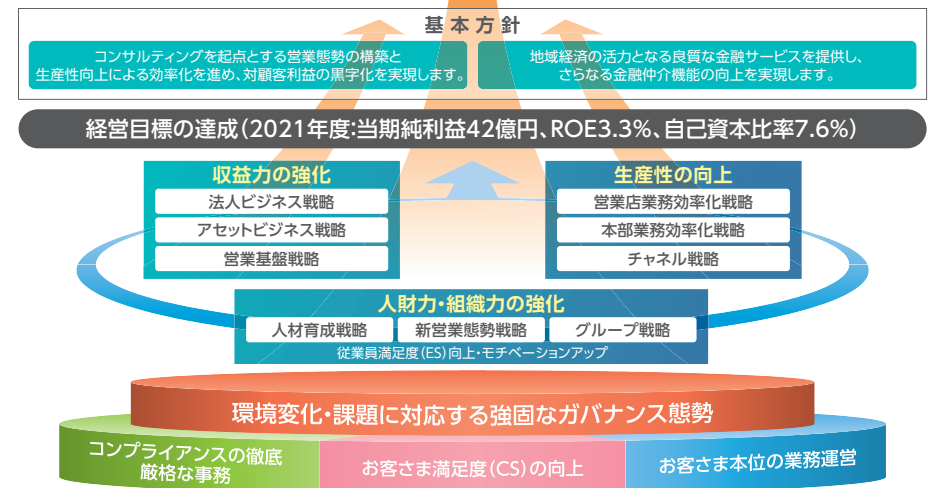 基本方針
コンサルティングを起点とする営業態勢の構築と
生産性向上による効率化を進め、対顧客利益の黒字化を実現します。
地域経済の活力となる良質な金融サービスを提供し、
さらなる金融仲介機能の向上を実現します。
経営目標の達成(2021年度:当期純利益42億円、ROE3.3%、自己資本比率7.6%)
収益力の強化
法人ビジネス戦略
アセットビジネス戦略
営業基盤戦略
生産性の向上
営業店業務効率化戦略
本部業務効率化戦略
チャネル戦略
人財力・組織力の強化
人材育成戦略
新営業態勢戦略
グループ戦略
従業員満足度(ES)向上・モチベーションアップ
環境変化・課題に対応する強固なガバナンス態勢
コンプライアンスの徹底
厳格な事務
お客さま満足度(CS)の向上
お客さま本位の業務運営